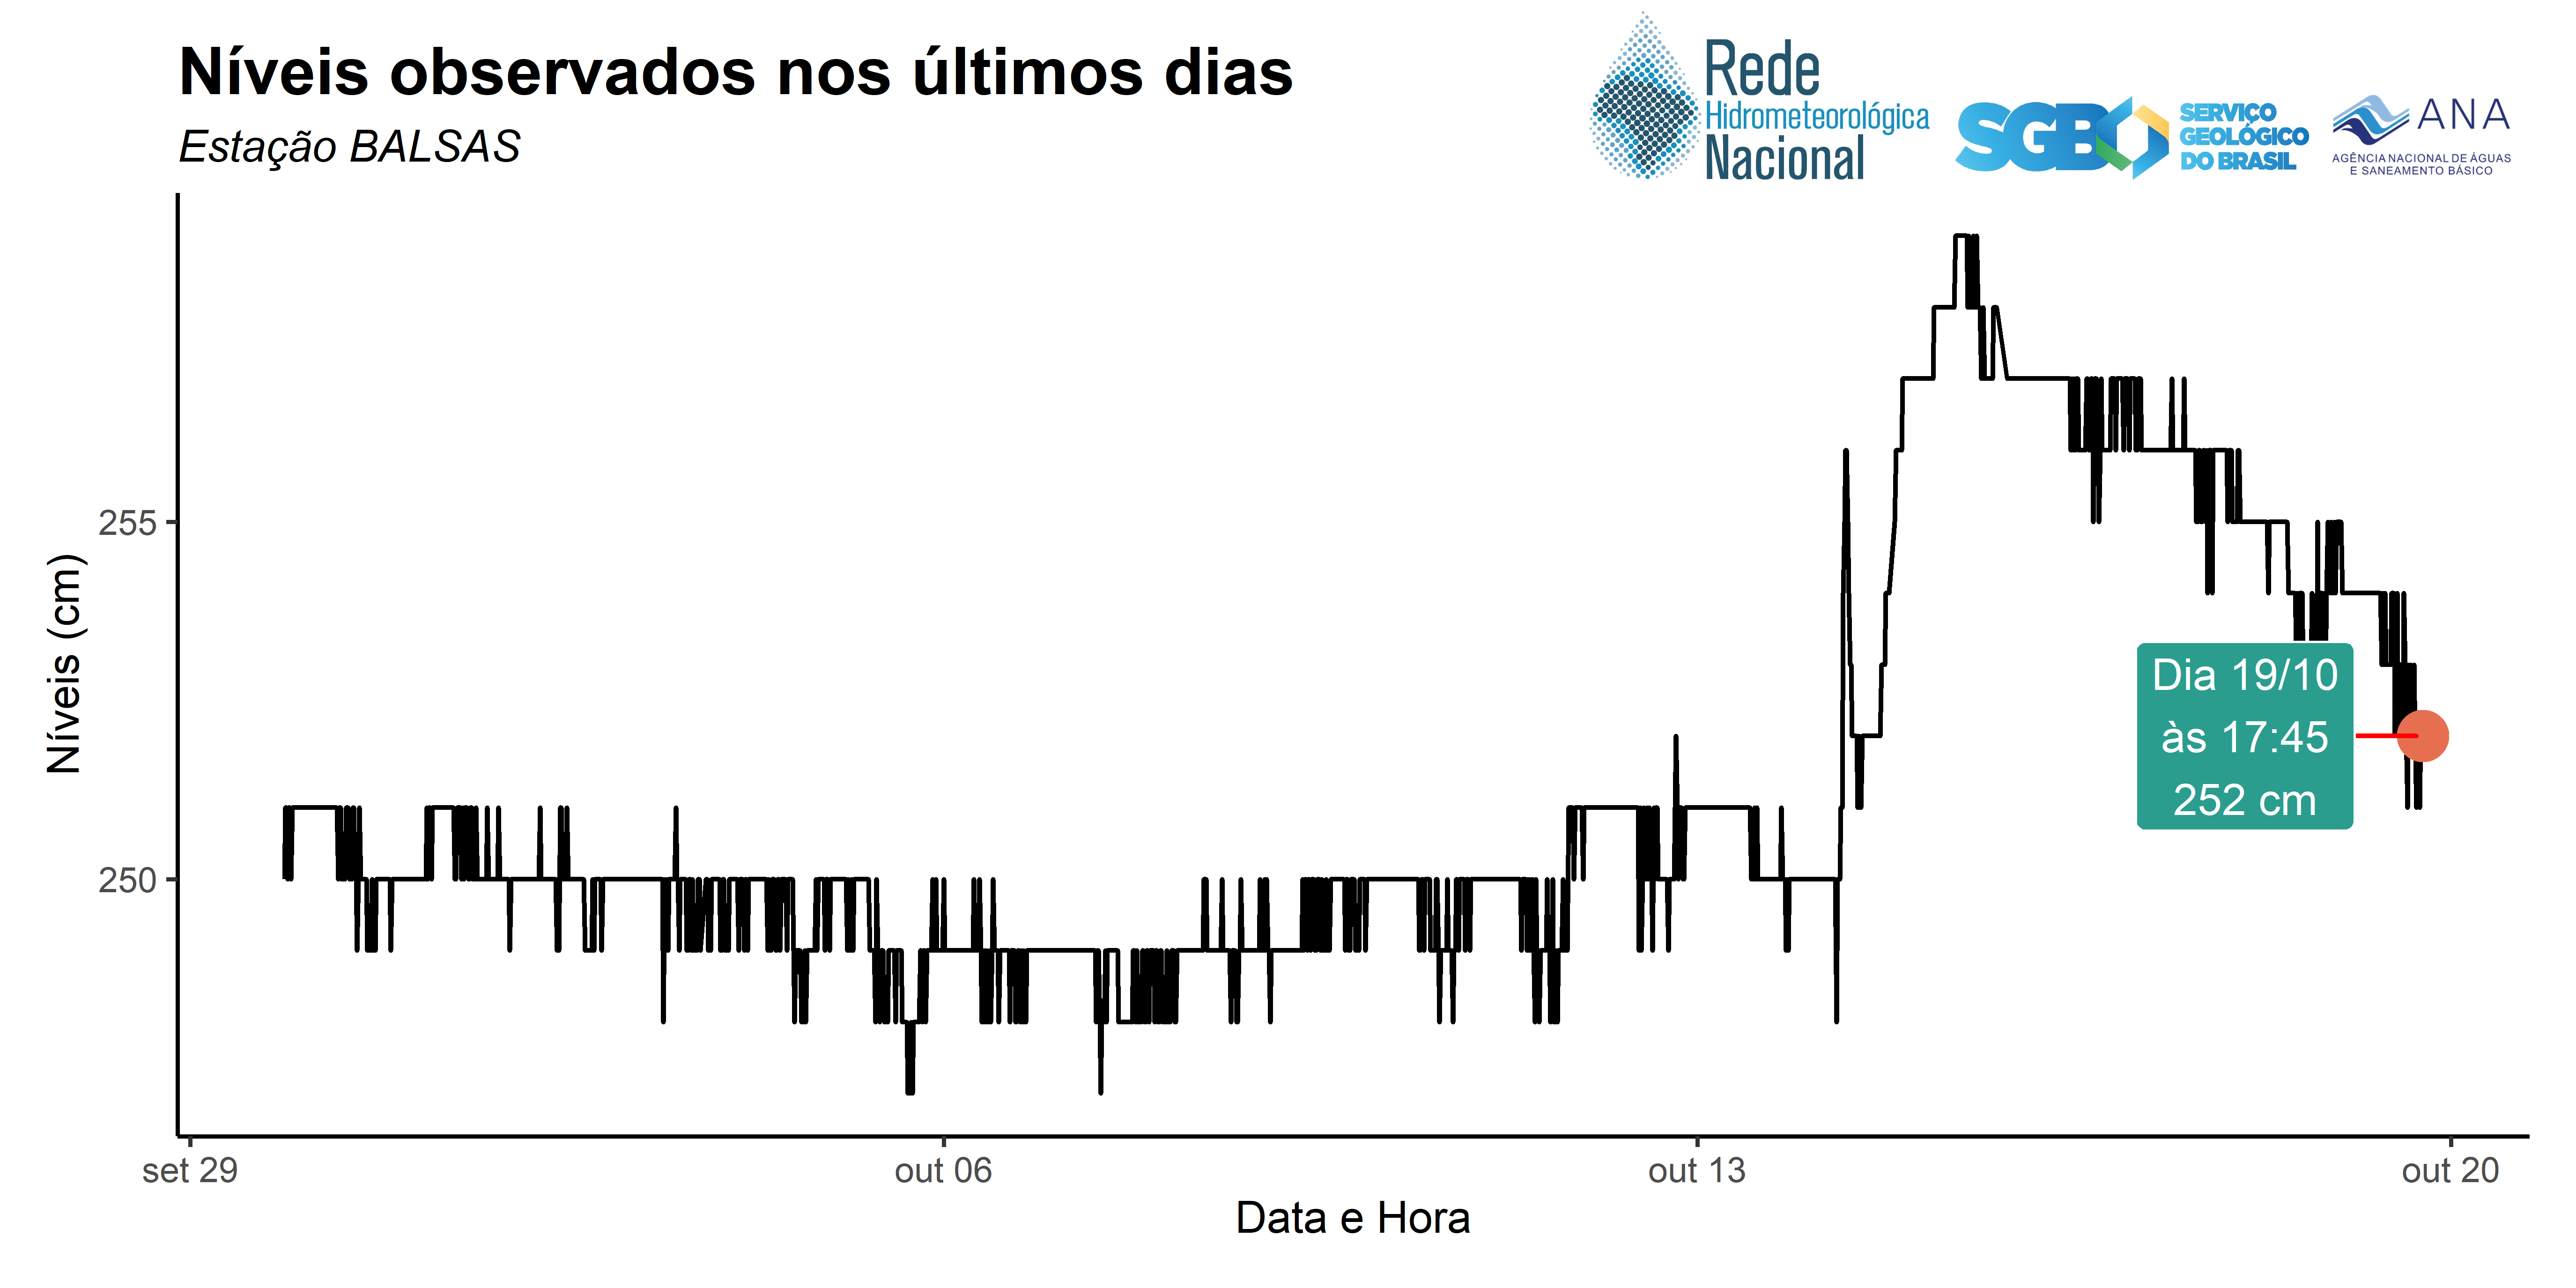 Níveis observados nos últimos dias
Estação BALSAS
Rede
Hidrometeorológica
Nacional
SGB
SERVIÇO
GEOLÓGICO
DO BRASIL
ANA
AGÊNCIA NACIONAL DE ÁGUAS
E SANEAMENTO BÁSICO
Níveis (cm)
255
250
Dia 19/10
às 17:45
252 cm
set 29
out 06
out 13
out 20
Data e Hora